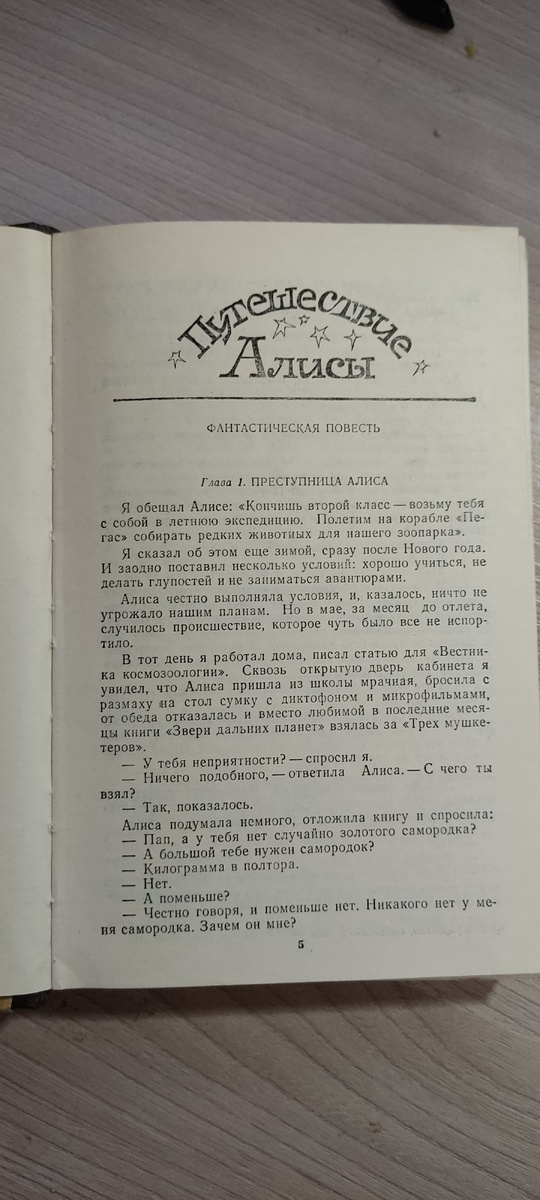 Путешествие
Алисы
ФАНТАСТИЧЕСКАЯ ПОВЕСТЬ
Глава 1. ПРЕСТУПНИЦА АЛИСА
Я обещал Алисе: «Кончишь второй класс — возьму тебя
с собой в летнюю экспедицию. Полетим на корабле «Пе-
гас» собирать редких животных для нашего зоопарка».
Я сказал об этом еще зимой, сразу после Нового года.
И заодно поставил несколько условий: хорошо учиться, не
делать глупостей и не заниматься авантюрами.
Алиса честно выполняла условия, и, казалось, ничто не
угрожало нашим планам. Но в мае, за месяц до отлета,
случилось происшествие, которое чуть было все не испор-
тило.
В тот день я работал дома, писал статью для «Вестни-
ка космозоологии». Сквозь открытую дверь кабинета я
увидел, что Алиса пришла из школы мрачная, бросила с
размаху на стол сумку с диктофоном и микрофильмами,
от обеда отказалась и вместо любимой в последние меся-
цы книги «Звери дальних планет» взялась за «Трех мушке-
теров».
— У тебя неприятности? — спросил я.
— Ничего подобного, — ответила Алиса. — С чего ты
взял?
— Так, показалось.
Алиса подумала немного, отложила книгу и спросила:
— Пап, а у тебя нет случайно золотого самородка?
— А большой тебе нужен самородок?
— Килограмма в полтора.
— Нет.
— А поменьше?
— Честно говоря, и поменьше нет. Никакого нет у ме-
ня самородка. Зачем он мне?
5